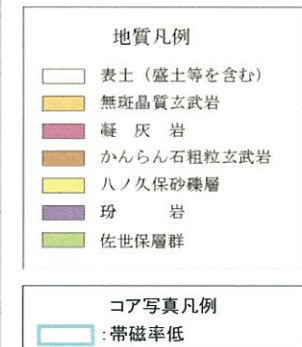 地質凡例
表土（盛土等を含む）
無斑晶質玄武岩
凝 灰 岩
かんらん石粗粒玄武岩
八ノ久保砂礫層
玢 岩
佐世保層群
コア写真凡例
：帯磁率低